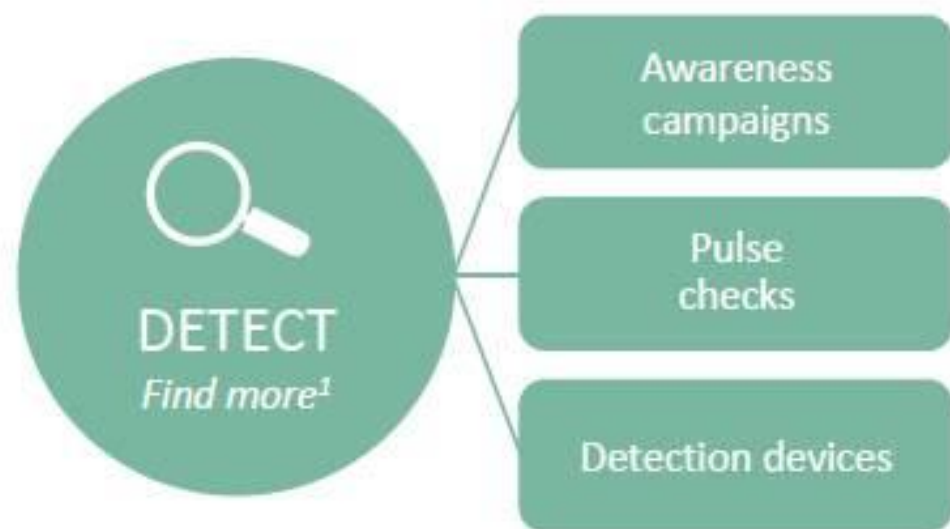 DETECT
Find more¹
Awareness
campaigns
Pulse
checks
Detection devices